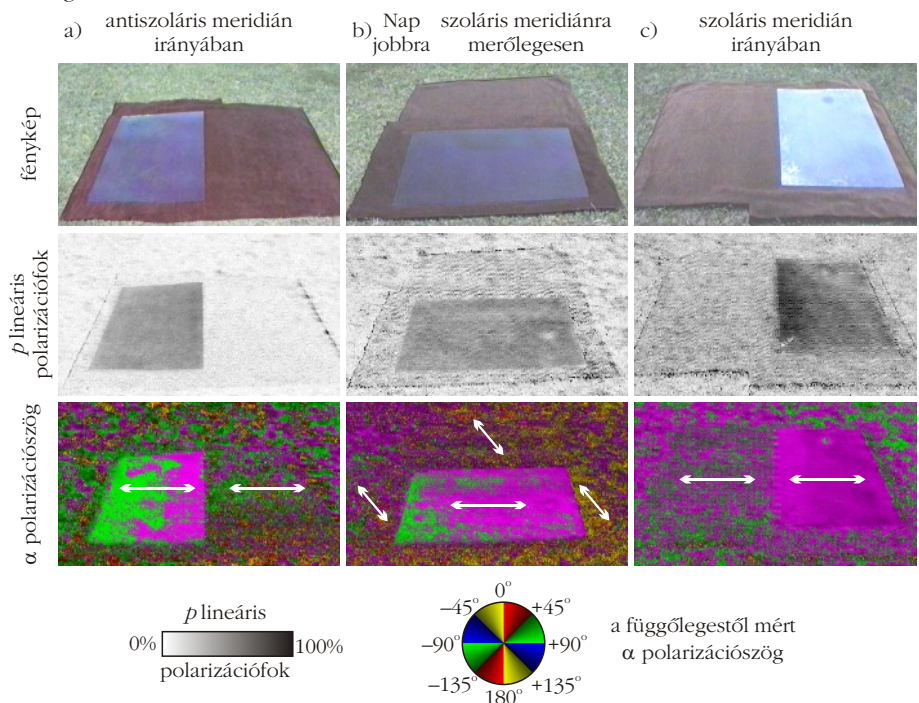 a) antiszoláris meridián irányában
b) Nap jobbra szoláris meridiánra merőlegesen
c) szoláris meridián irányában
fénykép
p lineáris
polarizációfok
α polarizációszög
p lineáris
0% 100%
polarizációfok
0°
−45° +45°
−90° +90°
−135° +135°
180°
a függőlegestől mért
α polarizációszög